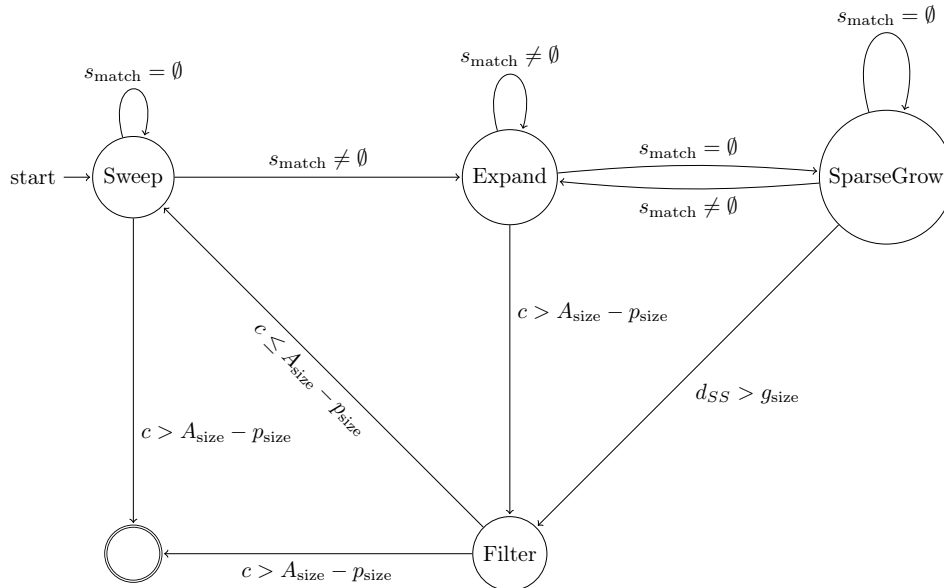 s_match = ∅
s_match ≠ ∅
s_match = ∅
start
Sweep
s_match ≠ ∅
Expand
s_match = ∅
s_match ≠ ∅
SparseGrow
c > A_size − p_size
c ≤ A_size − p_size
d_SS > g_size
c > A_size − p_size
Filter
c > A_size − p_size